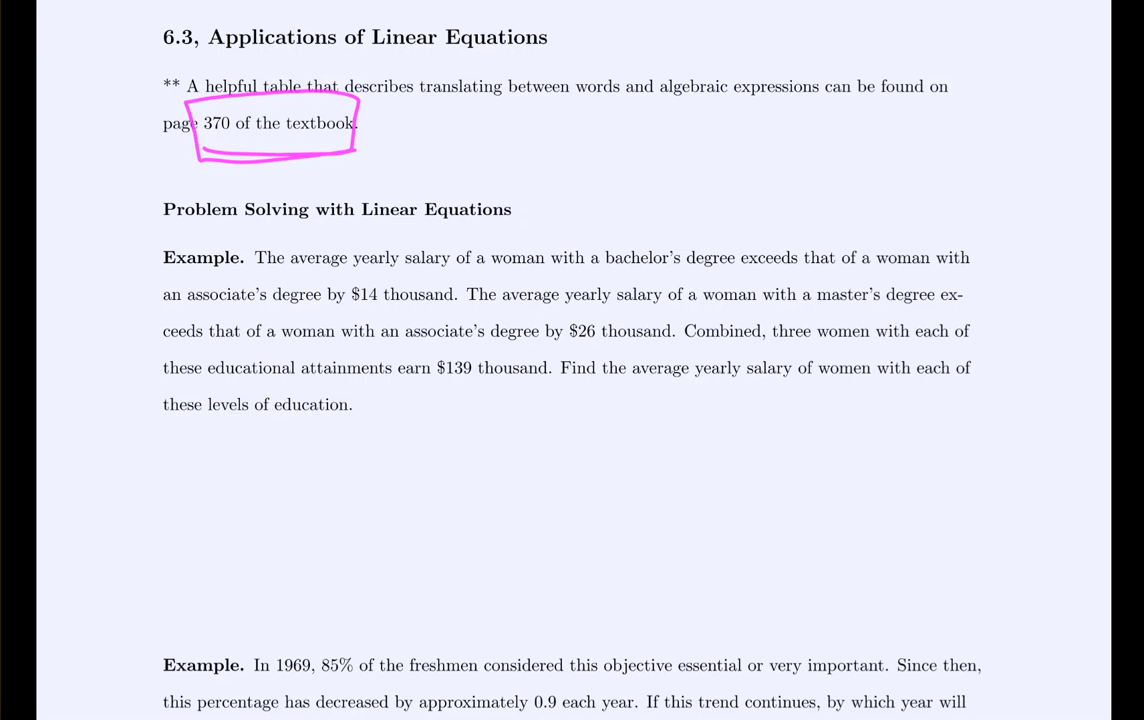 6.3, Applications of Linear Equations
** A helpful table that describes translating between words and algebraic expressions can be found on
page 370 of the textbook.
Problem Solving with Linear Equations
Example. The average yearly salary of a woman with a bachelor's degree exceeds that of a woman with
an associate's degree by $14 thousand. The average yearly salary of a woman with a master's degree ex-
ceeds that of a woman with an associate's degree by $26 thousand. Combined, three women with each of
these educational attainments earn $139 thousand. Find the average yearly salary of women with each of
these levels of education.
Example. In 1969, 85% of the freshmen considered this objective essential or very important. Since then,
this percentage has decreased by approximately 0.9 each year. If this trend continues, by which year will